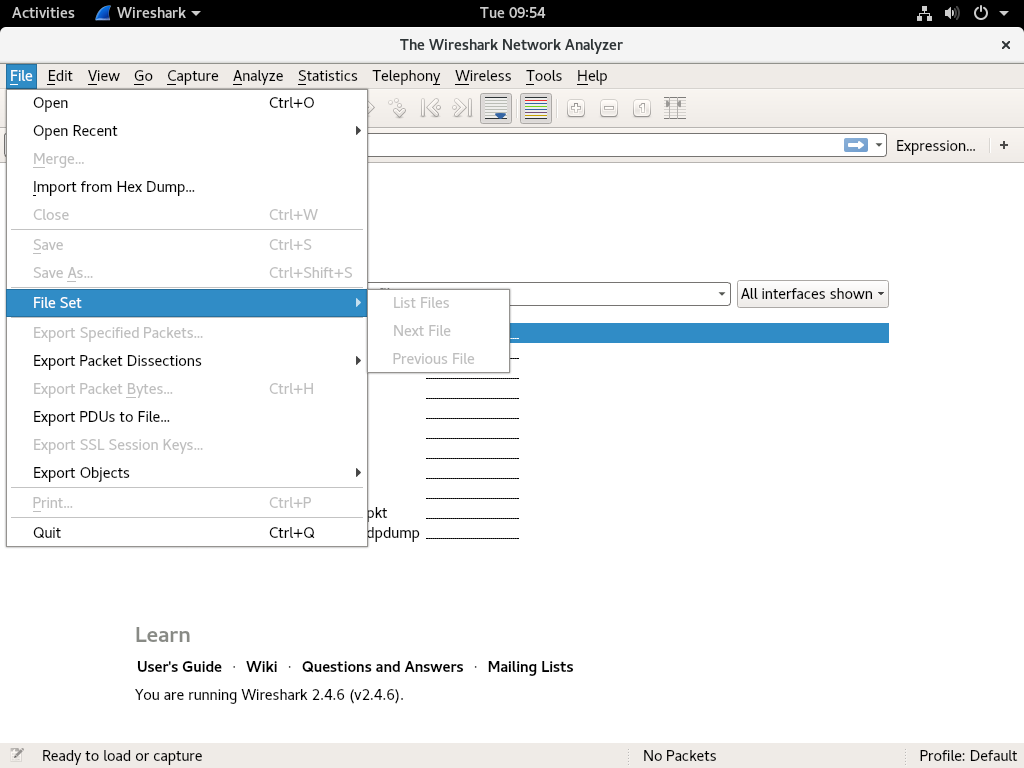 Activities Wireshark Tue 09:54
The Wireshark Network Analyzer
File Edit View Go Capture Analyze Statistics Telephony Wireless Tools Help
Open Ctrl+O
Open Recent
Merge...
Expression... +
Import from Hex Dump...
Close Ctrl+W
Save Ctrl+S
Save As... Ctrl+Shift+S
All interfaces shown
File Set
List Files
Export Specified Packets...
Next File
Export Packet Dissections
Previous File
Export Packet Bytes... Ctrl+H
Export PDUs to File...
Export SSL Session Keys...
Export Objects
Print... Ctrl+P
pkt
Quit Ctrl+Q
dpdump
Learn
User's Guide · Wiki · Questions and Answers · Mailing Lists
You are running Wireshark 2.4.6 (v2.4.6).
Ready to load or capture No Packets Profile: Default